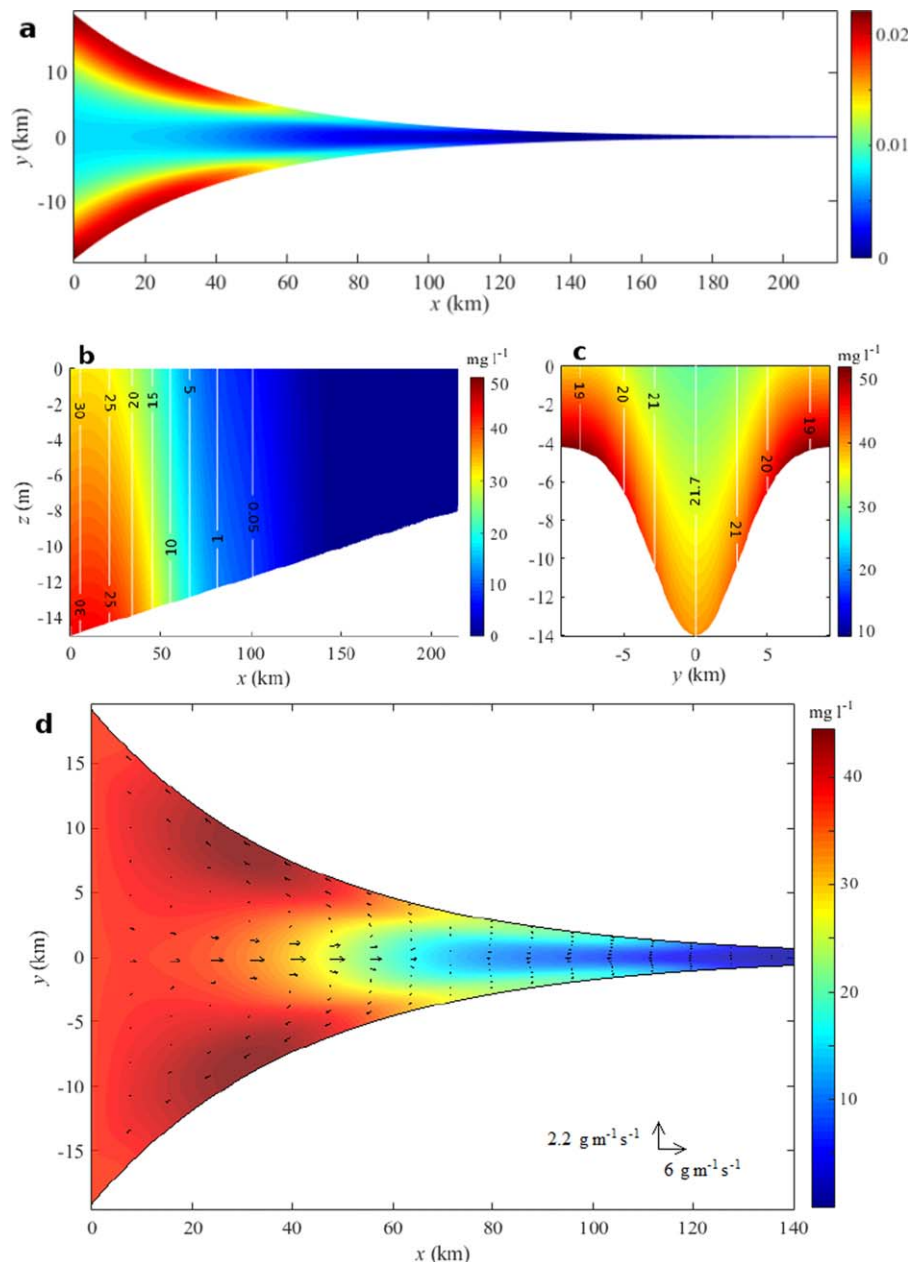 a
10
0
-10
y (km)
0 20 40 60 80 100 120 140 160 180 200
x (km)
0.02
0.01
0
b
0
-2
-4
-6
-8
-10
-12
-14
z (m)
30 25 20 15 5
10 1 0.05
30 25
0 50 100 150 200
x (km)
mg l-1
50
40
30
20
10
0
c
0
-2
-4
-6
-8
-10
-12
-14
19 20 21 19
21.7 20
21
-5 0 5
y (km)
mg l-1
50
40
30
20
10
d
15
10
5
0
-5
-10
-15
y (km)
0 20 40 60 80 100 120 140
x (km)
2.2 g m-1 s-1
6 g m-1 s-1
mg l-1
40
30
20
10
0